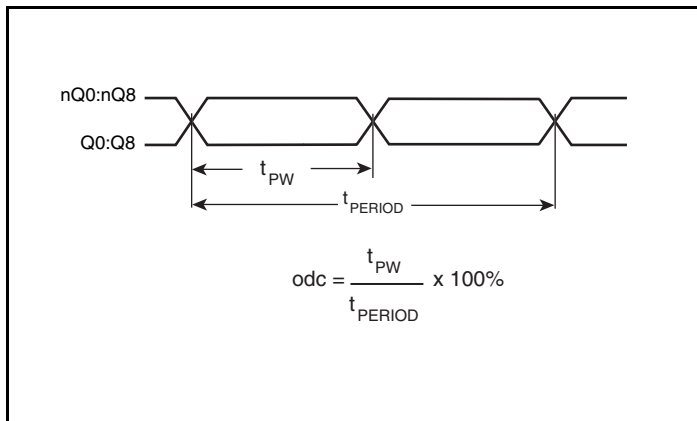 nQ0:nQ8
Q0:Q8
tPW
tPERIOD
odc = tPW / tPERIOD x 100%